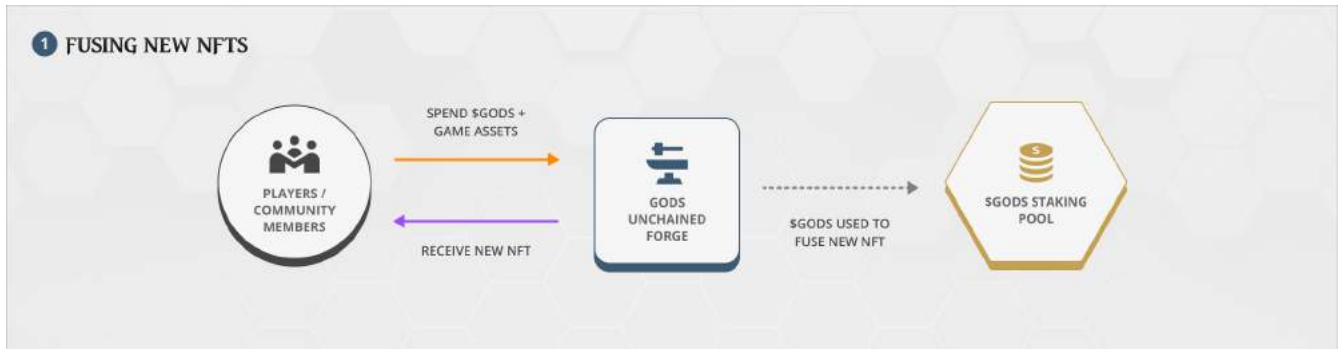 1 FUSING NEW NFTS
SPEND $GODS +
GAME ASSETS
PLAYERS /
COMMUNITY
MEMBERS
RECEIVE NEW NFT
GODS
UNCHAINED
FORGE
$GODS USED TO
FUSE NEW NFT
S
$GODS STAKING
POOL